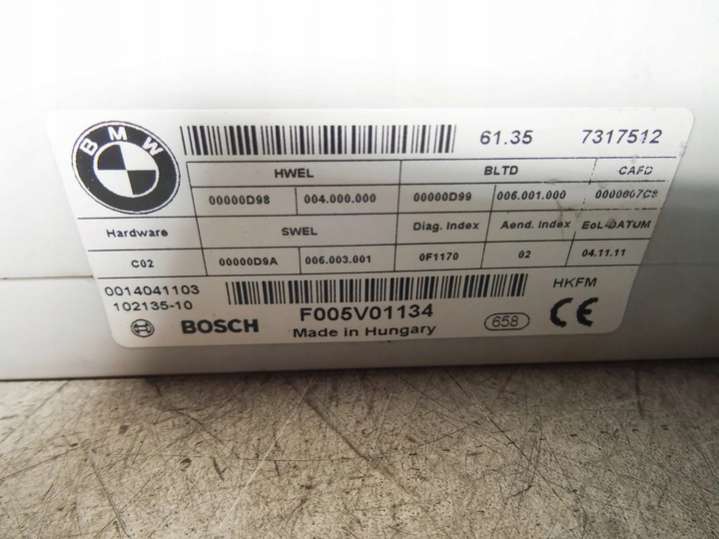 BMW
61.35 7317512
HWEL BLTD CAFD
00000D98 004.000.000 00000D99 006.001.000 000007C8
Hardware SWEL Diag. Index Aend. Index EoL-DATUM
C02 00000D9A 006.003.001 0F1170 02 04.11.11
0014041103 HKFM
102135-10 F005V01134
BOSCH Made in Hungary 658 CE